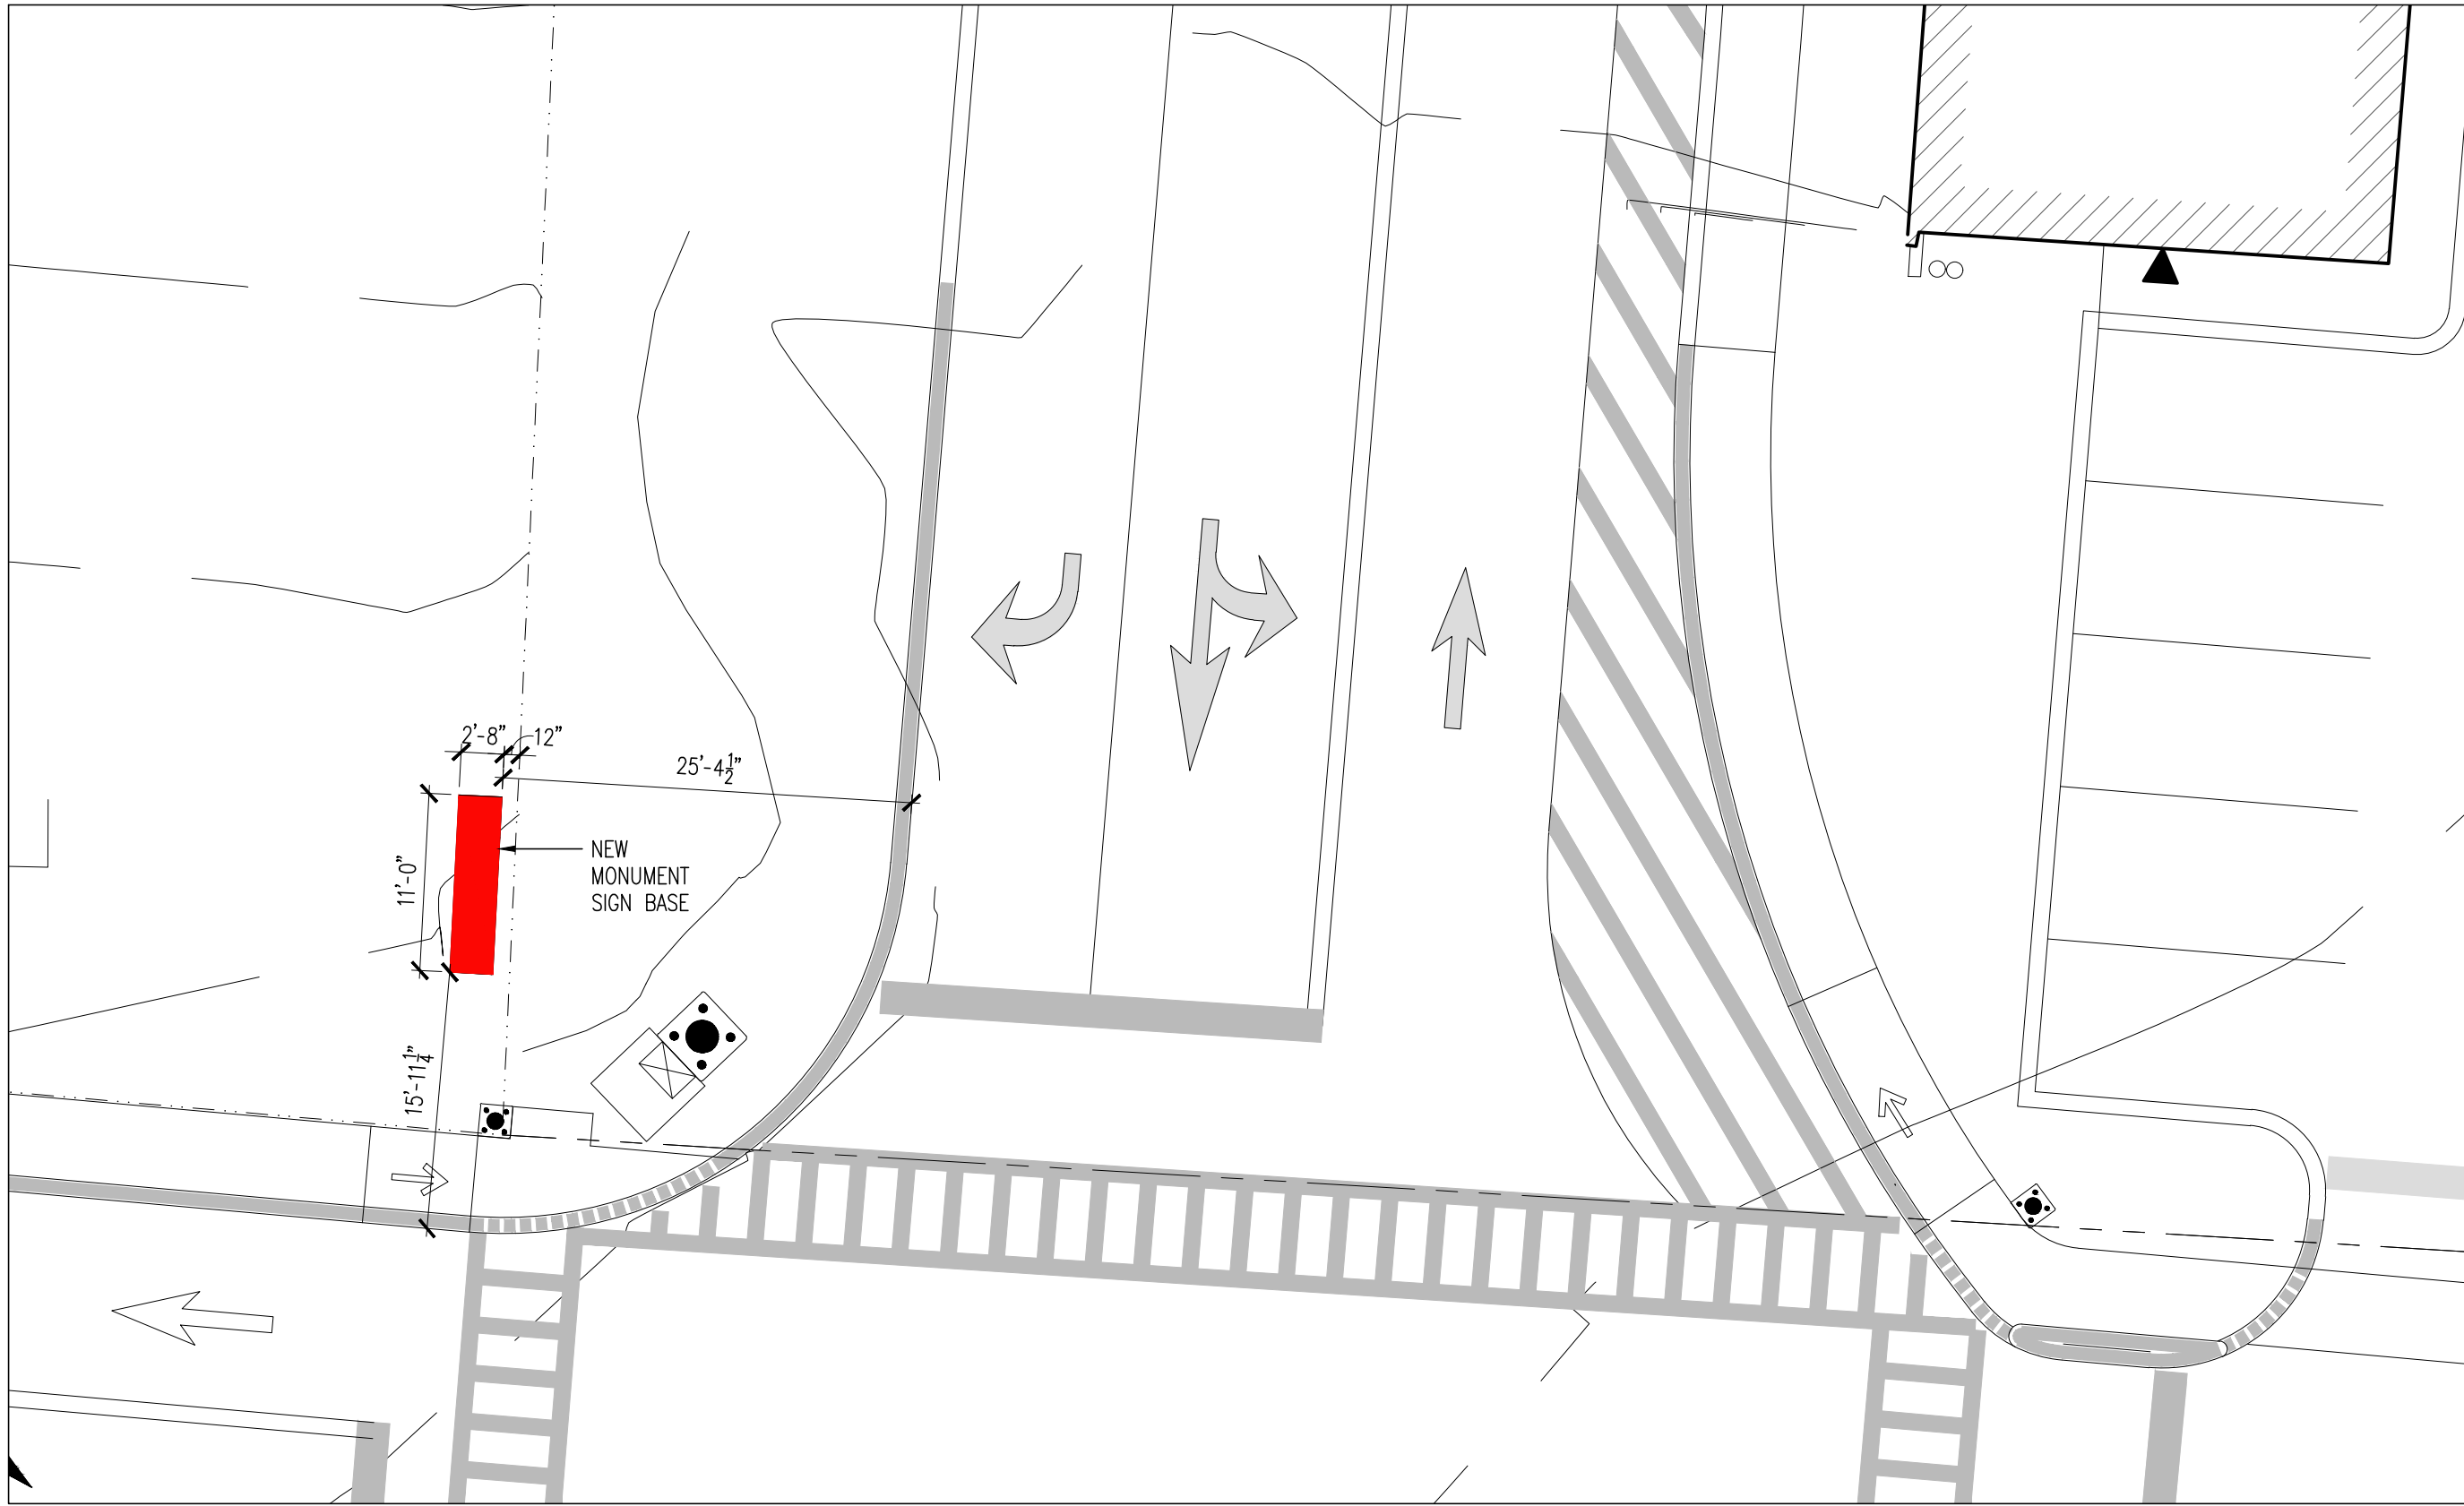 2'-8" 12"
25'-4½"
11'-0"
NEW
MONUMENT
SIGN BASE
15'-11¼"